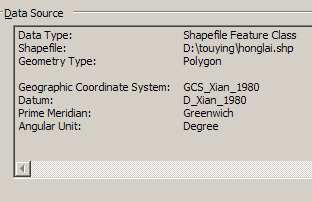 Data Source
Data Type: Shapefile Feature Class
Shapefile: D:\touying\honglai.shp
Geometry Type: Polygon
Geographic Coordinate System: GCS_Xian_1980
Datum: D_Xian_1980
Prime Meridian: Greenwich
Angular Unit: Degree